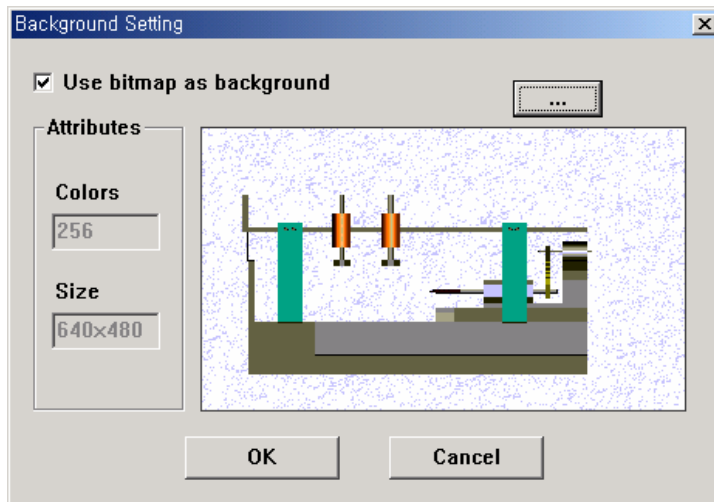 Background Setting
Use bitmap as background
...
Attributes
Colors
256
Size
640x480
OK
Cancel